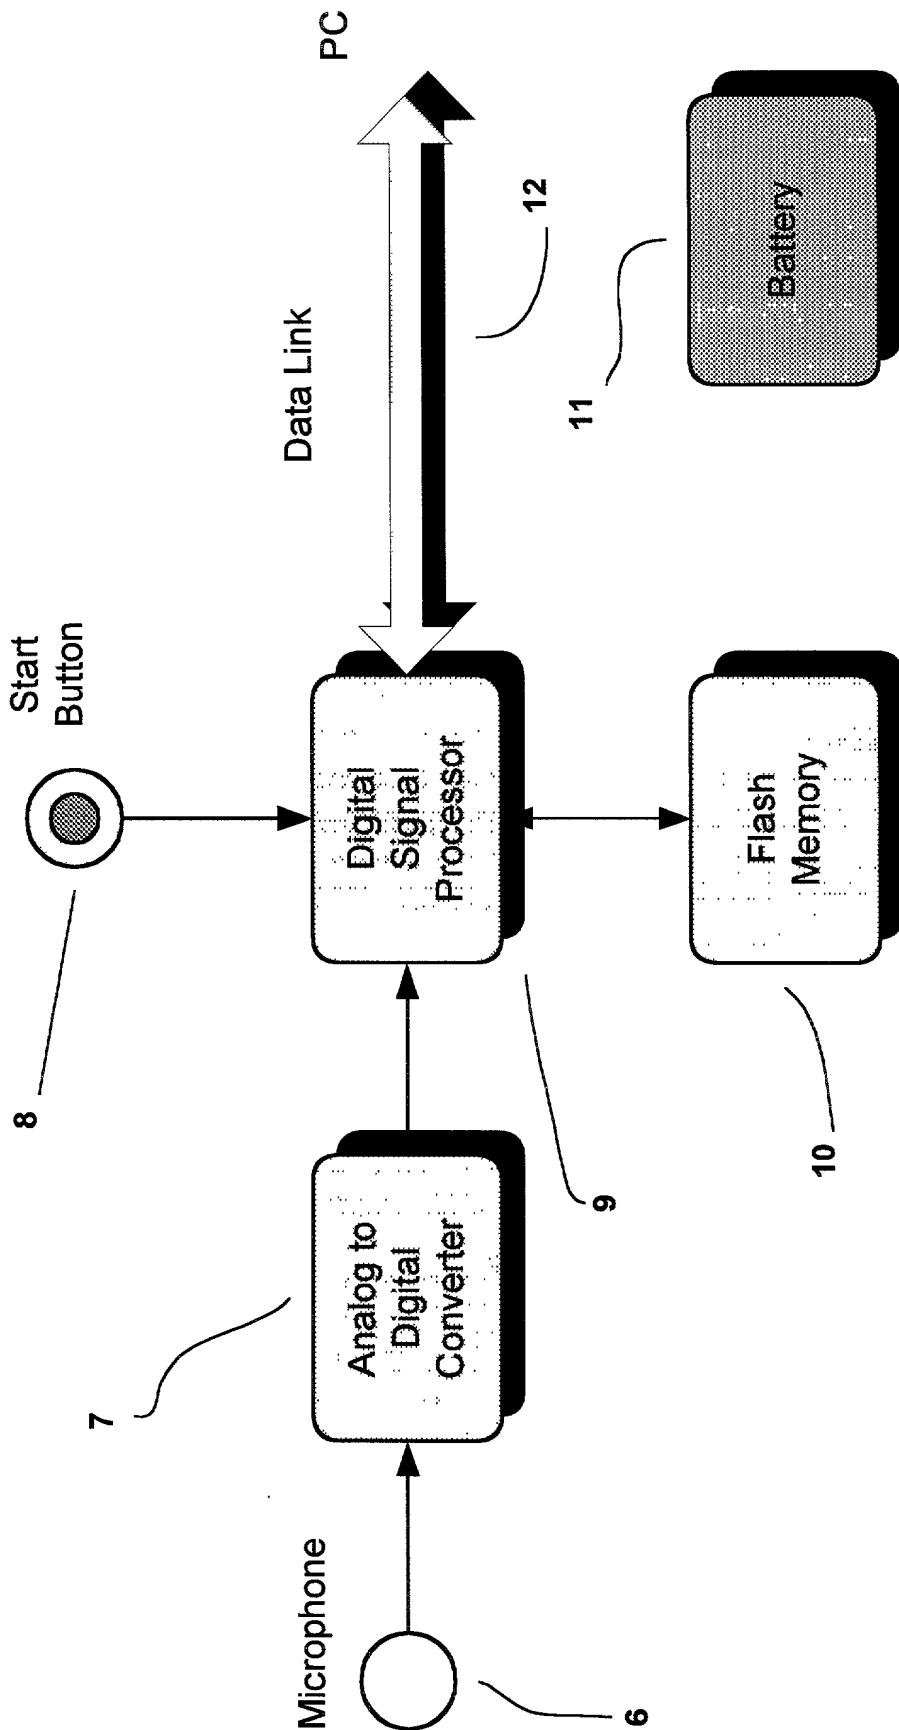 Start
Button
8
Microphone
6
7
Analog to
Digital
Converter
9
Digital
Signal
Processor
Data Link
PC
12
10
Flash
Memory
11
Battery